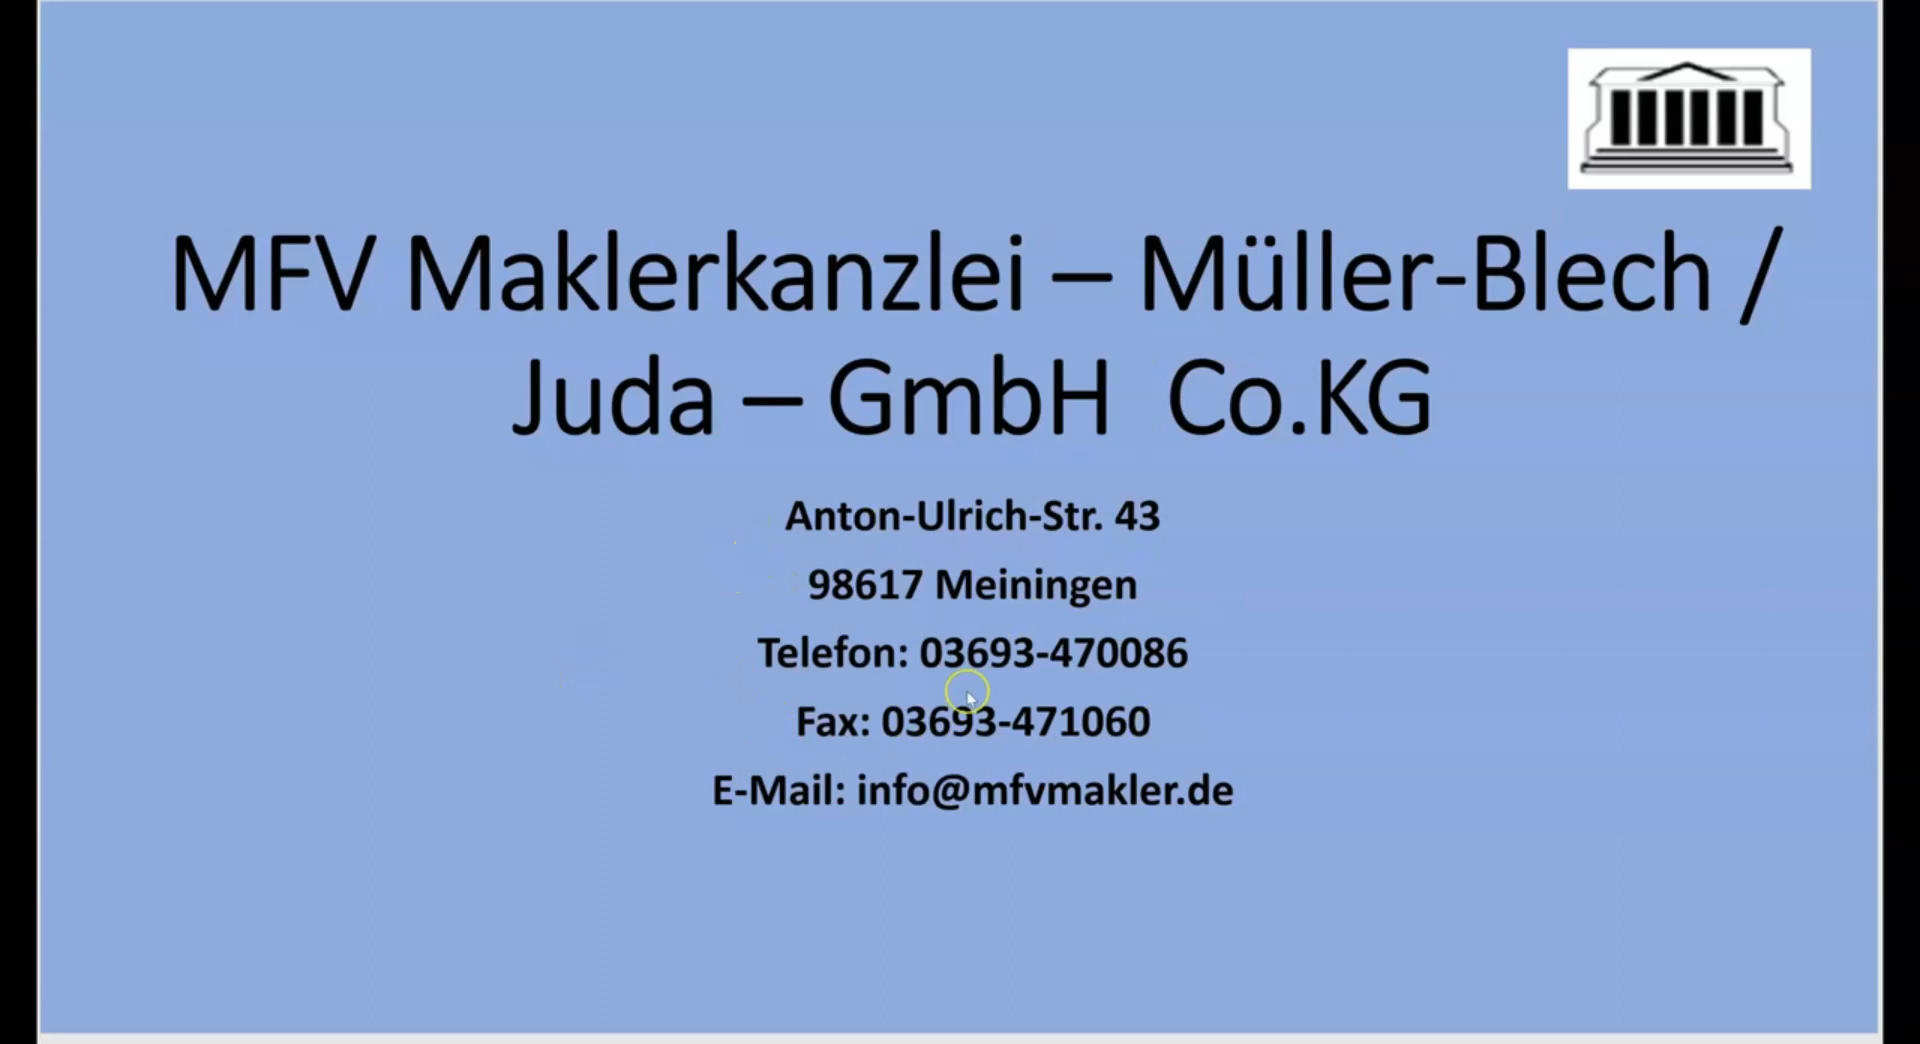 MFV Maklerkanzlei – Müller-Blech /
Juda – GmbH  Co.KG
Anton-Ulrich-Str. 43
98617 Meiningen
Telefon: 03693-470086
Fax: 03693-471060
E-Mail: info@mfvmakler.de